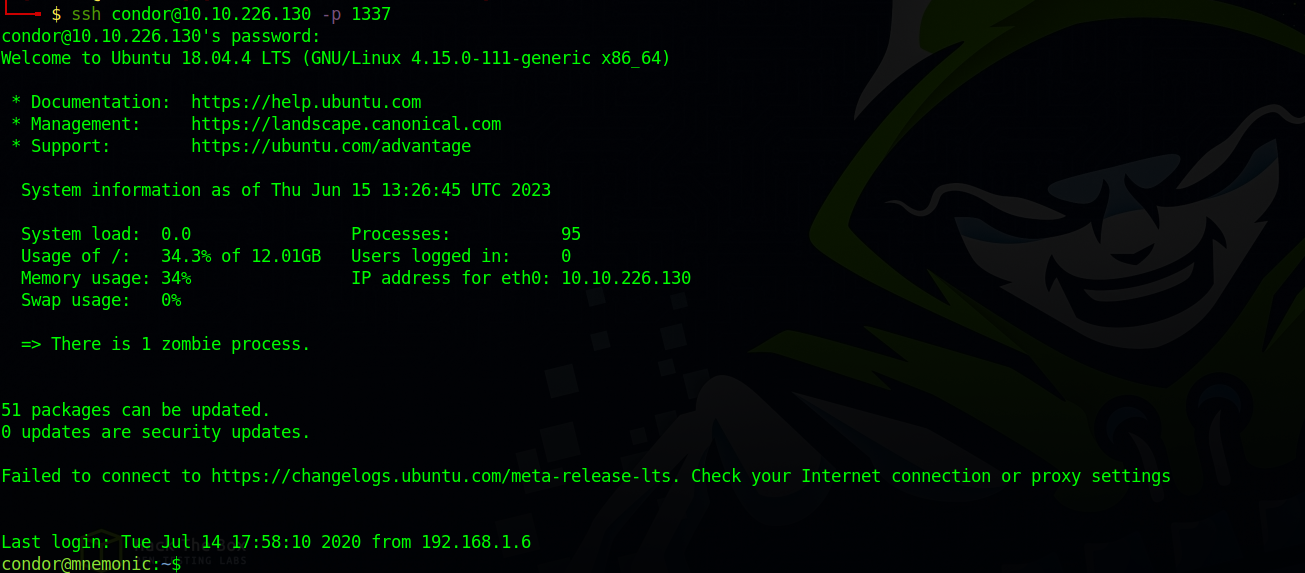 $ ssh condor@10.10.226.130 -p 1337
condor@10.10.226.130's password:
Welcome to Ubuntu 18.04.4 LTS (GNU/Linux 4.15.0-111-generic x86_64)
* Documentation:  https://help.ubuntu.com
* Management:     https://landscape.canonical.com
* Support:        https://ubuntu.com/advantage
System information as of Thu Jun 15 13:26:45 UTC 2023
System load:  0.0                Processes:           95
Usage of /:   34.3% of 12.01GB   Users logged in:     0
Memory usage: 34%                IP address for eth0: 10.10.226.130
Swap usage:   0%
=> There is 1 zombie process.
51 packages can be updated.
0 updates are security updates.
Failed to connect to https://changelogs.ubuntu.com/meta-release-lts. Check your Internet connection or proxy settings
Last login: Tue Jul 14 17:58:10 2020 from 192.168.1.6
condor@mnemonic:~$